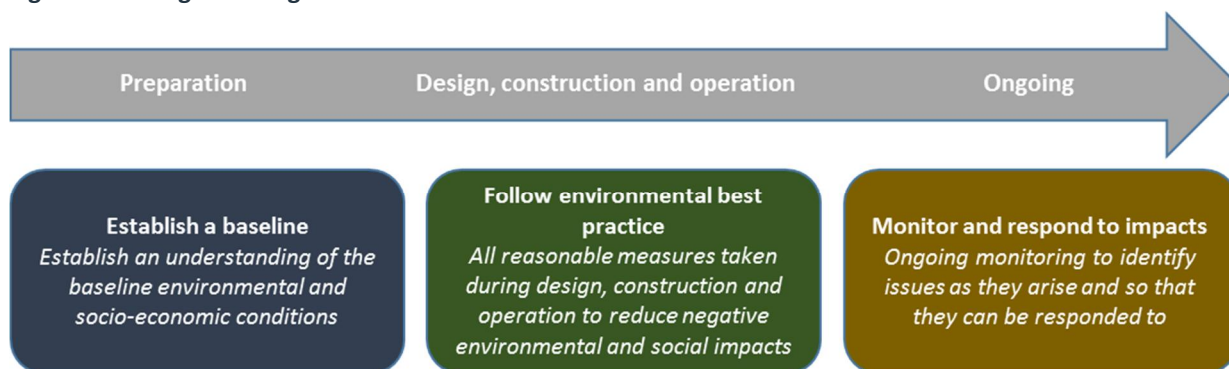 Preparation
Design, construction and operation
Ongoing
Establish a baseline
Establish an understanding of the
baseline environmental and
socio-economic conditions
Follow environmental best
practice
All reasonable measures taken
during design, construction and
operation to reduce negative
environmental and social impacts
Monitor and respond to impacts
Ongoing monitoring to identify
issues as they arise and so that
they can be responded to